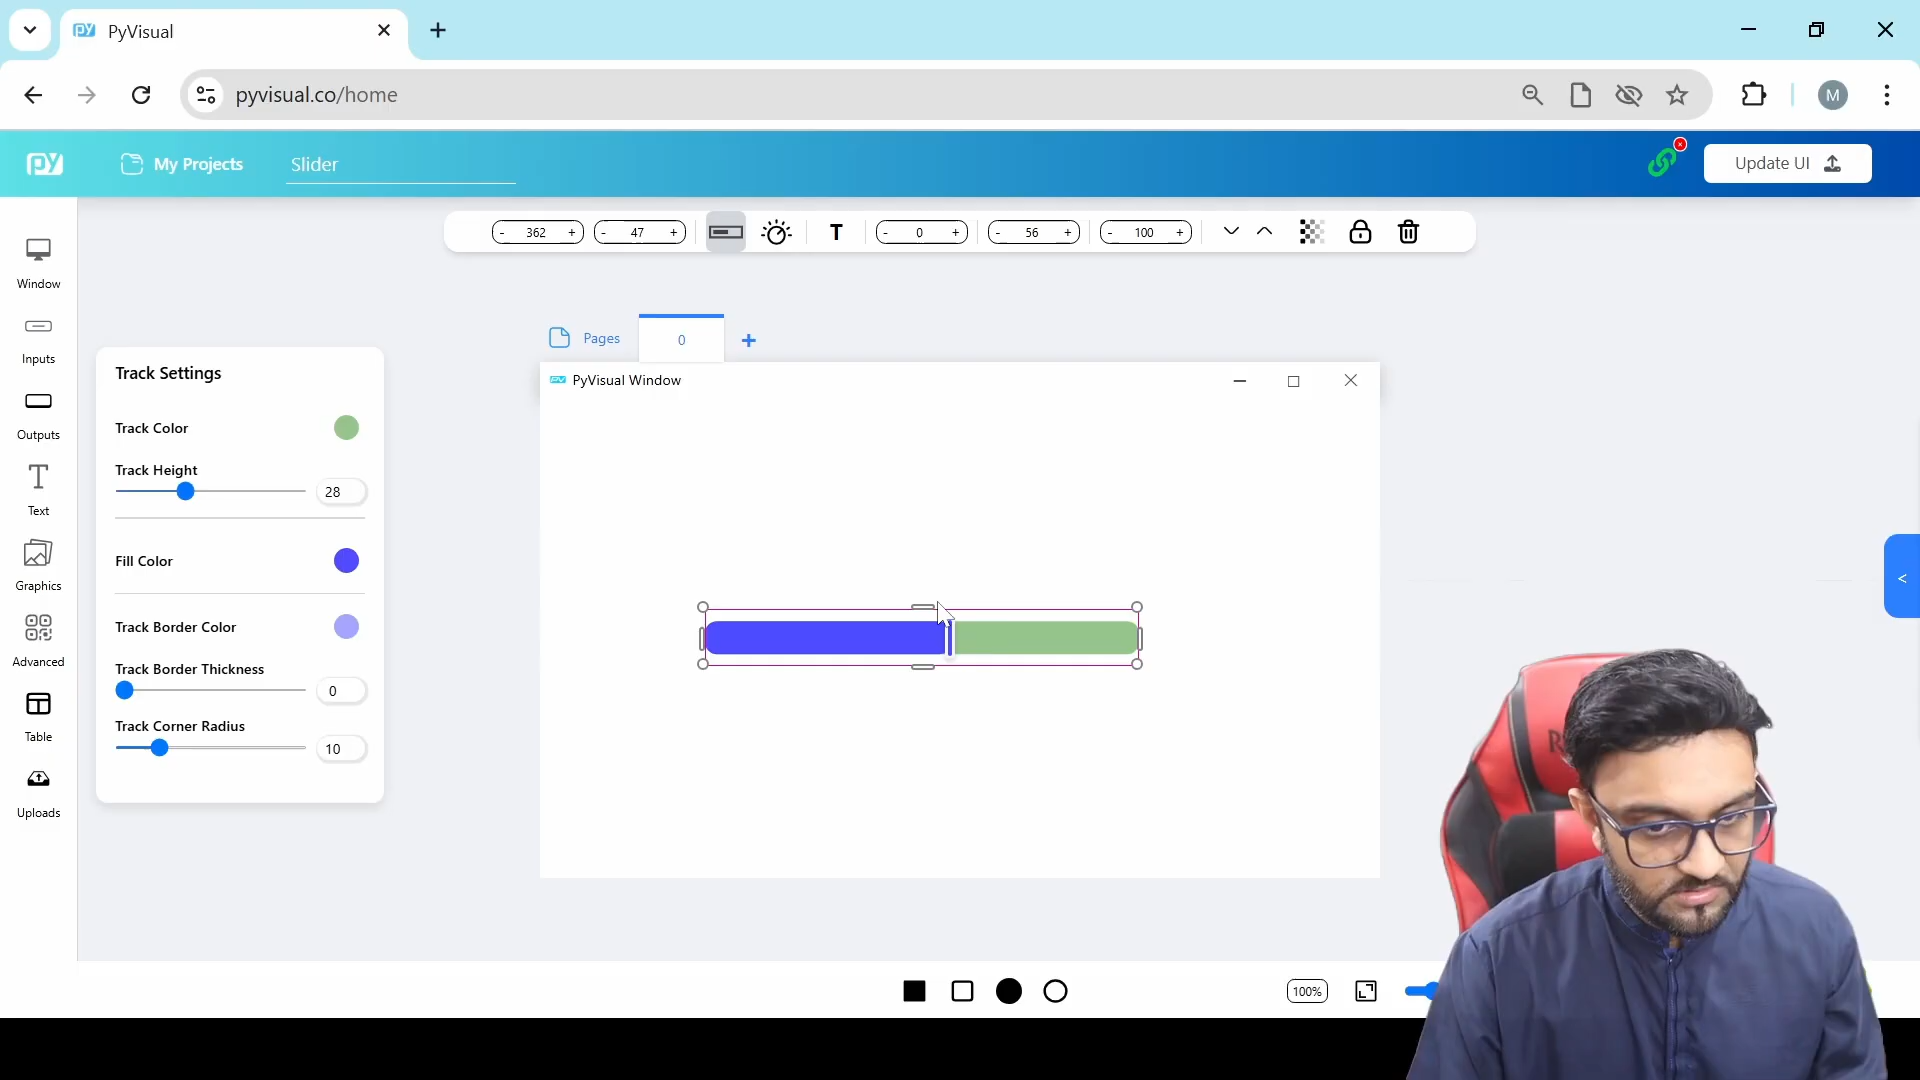 PyVisual
pyvisual.co/home
M
My Projects
Slider
Update UI
- 362 +
- 47 +
T
- 0 +
- 56 +
- 100 +
Window
Inputs
Outputs
Text
Graphics
Advanced
Table
Uploads
Pages
0
+
PyVisual Window
Track Settings
Track Color
Track Height
28
Fill Color
Track Border Color
Track Border Thickness
0
Track Corner Radius
10
<
100%